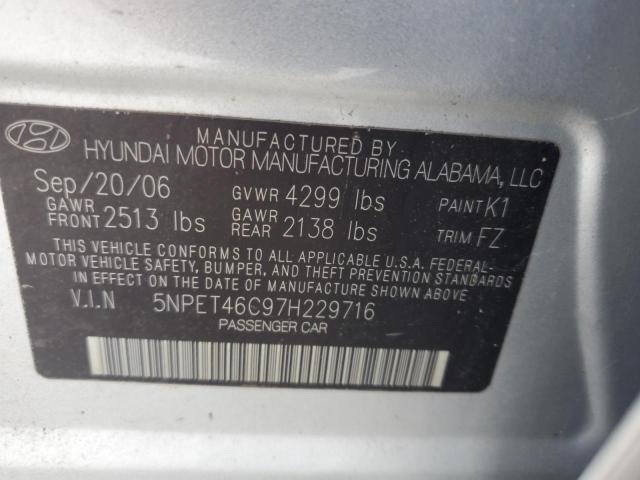 MANUFACTURED BY
HYUNDAI MOTOR MANUFACTURING ALABAMA, LLC
Sep/20/06 GVWR 4299 lbs PAINT K1
GAWR FRONT 2513 lbs GAWR REAR 2138 lbs TRIM FZ
THIS VEHICLE CONFORMS TO ALL APPLICABLE U.S.A. FEDERAL-
MOTOR VEHICLE SAFETY, BUMPER, AND THEFT PREVENTION STANDARDS
IN EFFECT ON THE DATE OF MANUFACTURE SHOWN ABOVE.
V.I.N 5NPET46C97H229716
PASSENGER CAR